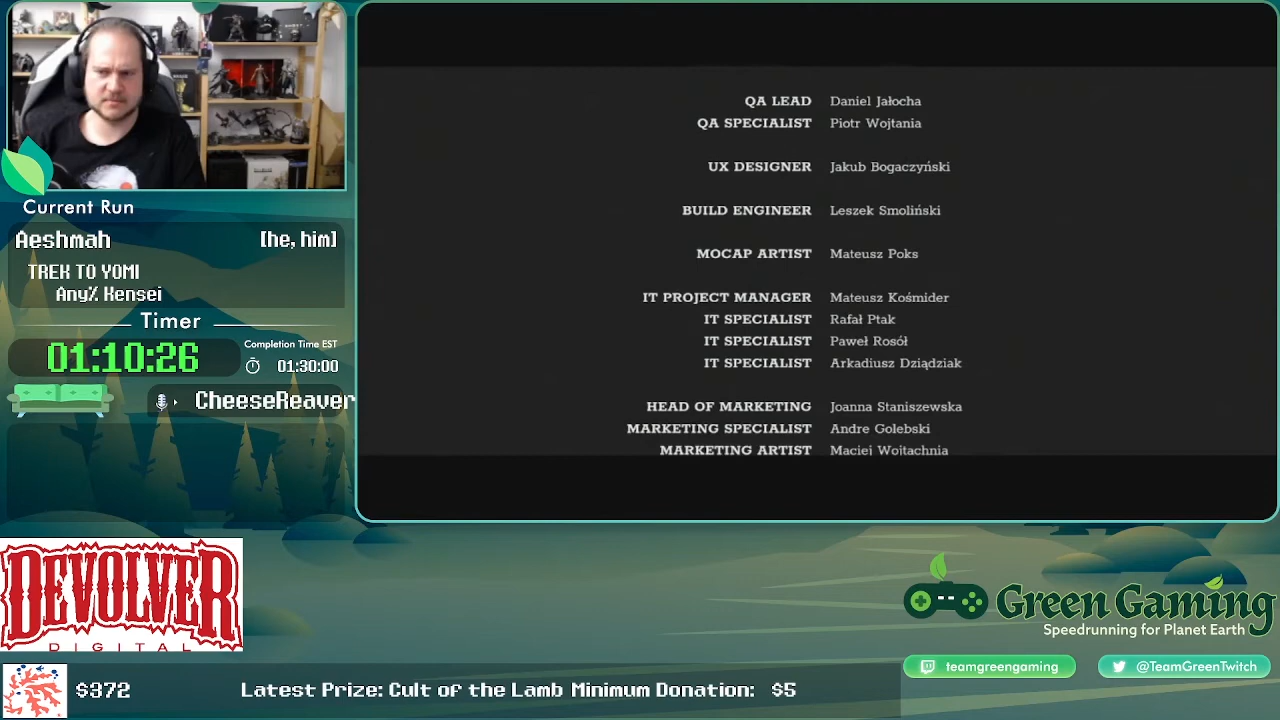 QA LEAD Daniel Jałocha
QA SPECIALIST Piotr Wojtania
UX DESIGNER Jakub Bogaczyński
BUILD ENGINEER Leszek Smoliński
MOCAP ARTIST Mateusz Poks
IT PROJECT MANAGER Mateusz Kośmider
IT SPECIALIST Rafał Ptak
IT SPECIALIST Paweł Rosół
IT SPECIALIST Arkadiusz Dziądziak
HEAD OF MARKETING Joanna Staniszewska
MARKETING SPECIALIST Andre Golebski
MARKETING ARTIST Maciej Wojtachnia
Current Run
Aeshmah [he, him]
TREK TO YOMI
Any% Kensei
Timer
01:10:26
Completion Time EST
01:30:00
CheeseReaver
DEVOLVER
DIGITAL
Green Gaming
Speedrunning for Planet Earth
teamgreengaming
@TeamGreenTwitch
$372
Latest Prize: Cult of the Lamb Minimum Donation: $5